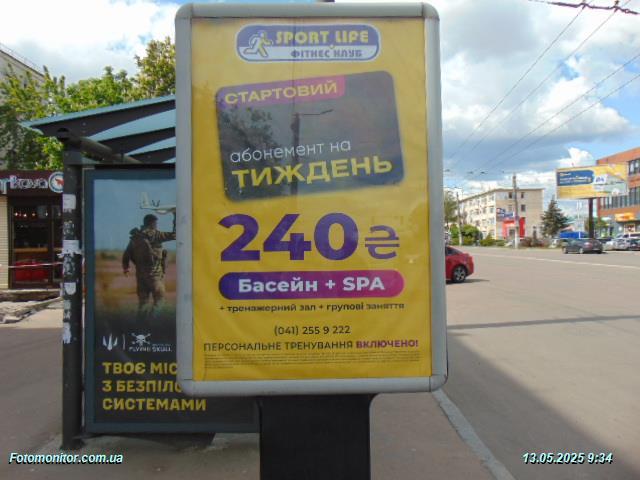 SPORT LIFE
ФІТНЕС КЛУБ
СТАРТОВИЙ
абонемент на
ТИЖДЕНЬ
240₴
Басейн + SPA
+ тренажерний зал + групові заняття
(041) 255 9 222
ПЕРСОНАЛЬНЕ ТРЕНУВАННЯ ВКЛЮЧЕНО!
FLYING SKULL
ТВОЄ МІС
З БЕЗПІЛО
СИСТЕМАМИ
Fotomonitor.com.ua
13.05.2025 9:34